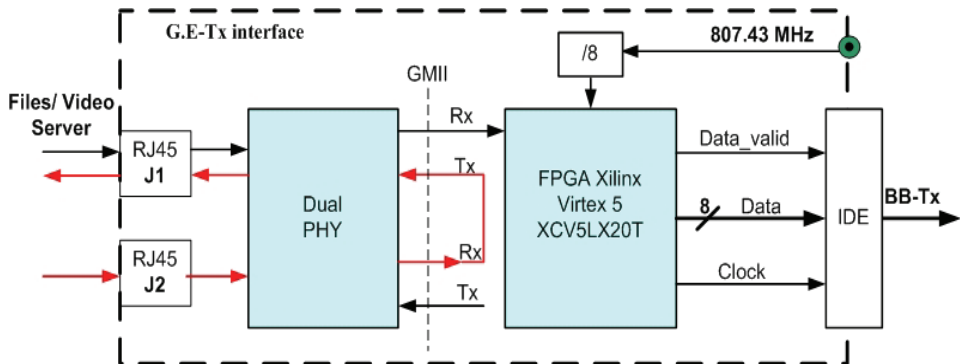 G.E-Tx interface
807.43 MHz
/8
GMII
Files/ Video
Server
RJ45
J1
Rx
Tx
Dual
PHY
FPGA Xilinx
Virtex 5
XCV5LX20T
Data_valid
8
Data
IDE
BB-Tx
RJ45
J2
Rx
Tx
Clock